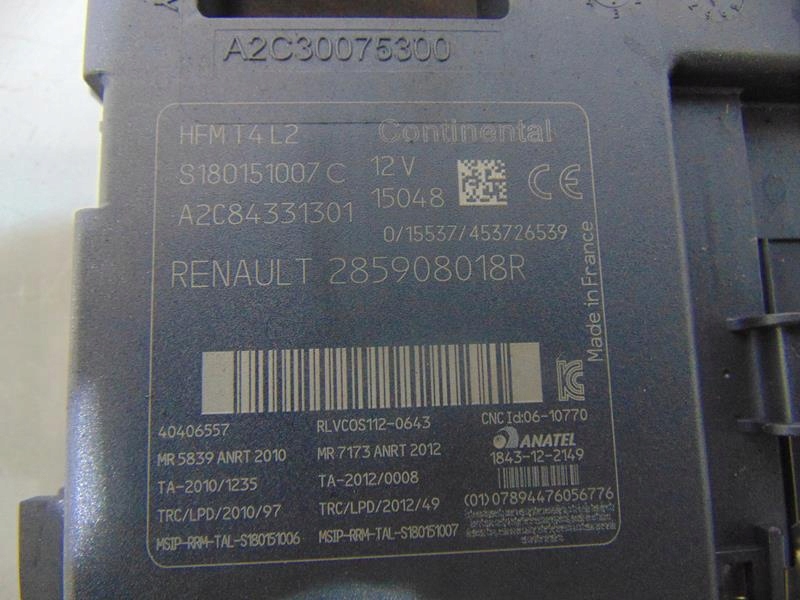 A2C30075300
HFM T4 L2 Continental
S180151007 C 12 V
A2C84331301 15048
CE
0/15537/453726539
RENAULT 285908018R
Made in France
40406557 RLVCOS112-0643 CNC Id:06-10770
MR 5839 ANRT 2010 MR 7173 ANRT 2012 ANATEL
TA-2010/1235 TA-2012/0008 1843-12-2149
TRC/LPD/2010/97 TRC/LPD/2012/49 (01)07894476056776
MSIP-RRM-TAL-S180151006 MSIP-RRM-TAL-S180151007